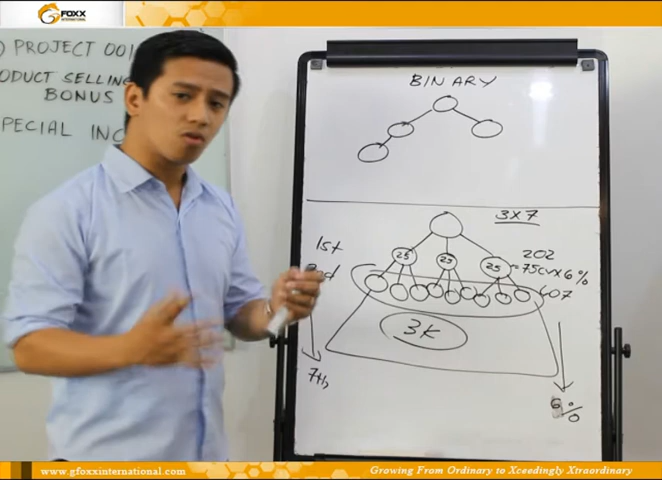 GFOXX
INTERNATIONAL
PROJECT 001
ODUCT SELLING
BONUS
PECIAL INC
BINARY
3X7
1st
2nd
7th
25
25
25
202
=75cv x 6%
607
3K
6%
www.gfoxxinternational.com
Growing From Ordinary to Xceedingly Xtraordinary